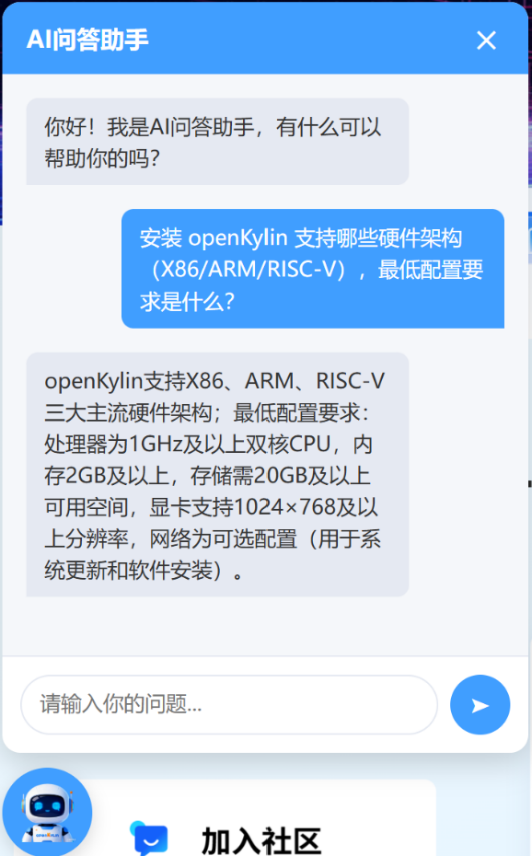 AI问答助手
你好！我是AI问答助手，有什么可以
帮助你的吗？
安装 openKylin 支持哪些硬件架构
（X86/ARM/RISC-V），最低配置要
求是什么？
openKylin支持X86、ARM、RISC-V
三大主流硬件架构；最低配置要求：
处理器为1GHz及以上双核CPU，内
存2GB及以上，存储需20GB及以上
可用空间，显卡支持1024×768及以
上分辨率，网络为可选配置（用于系
统更新和软件安装）。
请输入你的问题...
加入社区